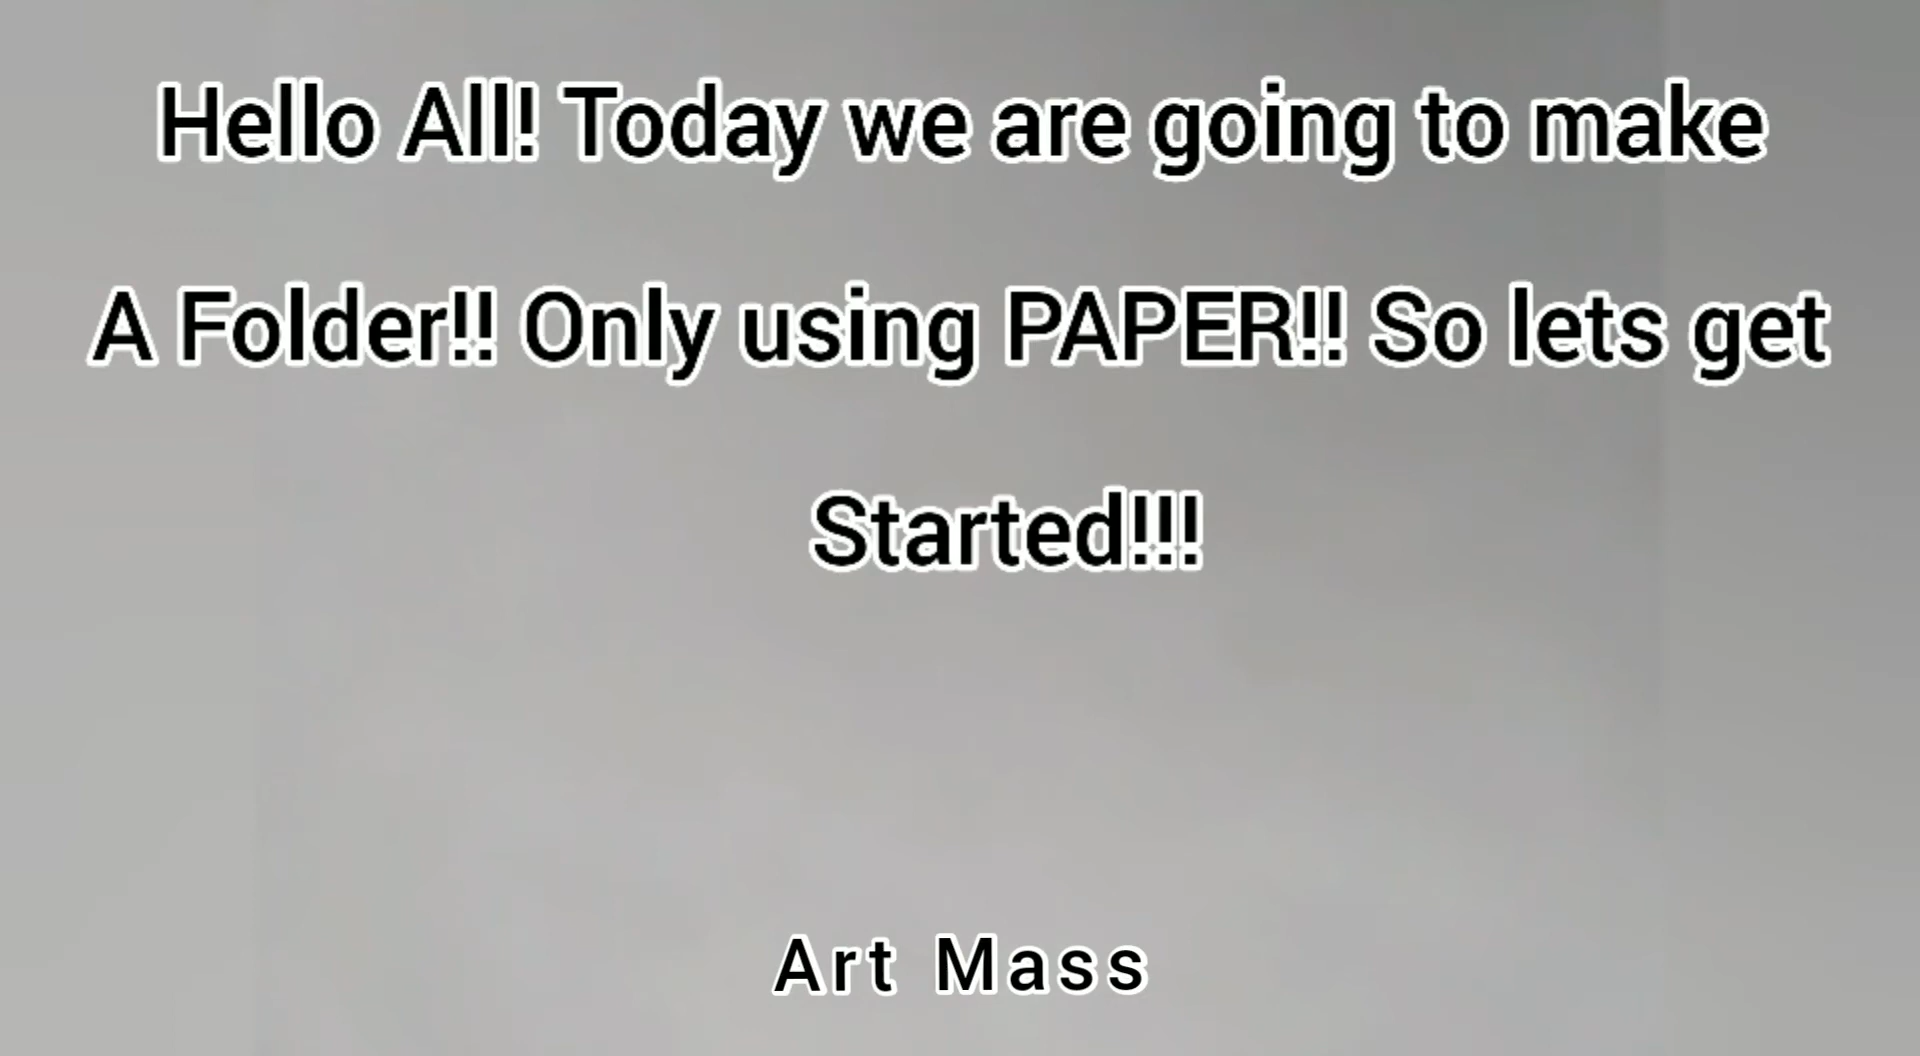 Hello All! Today we are going to make
A Folder!! Only using PAPER!! So lets get
Started!!!
Art Mass